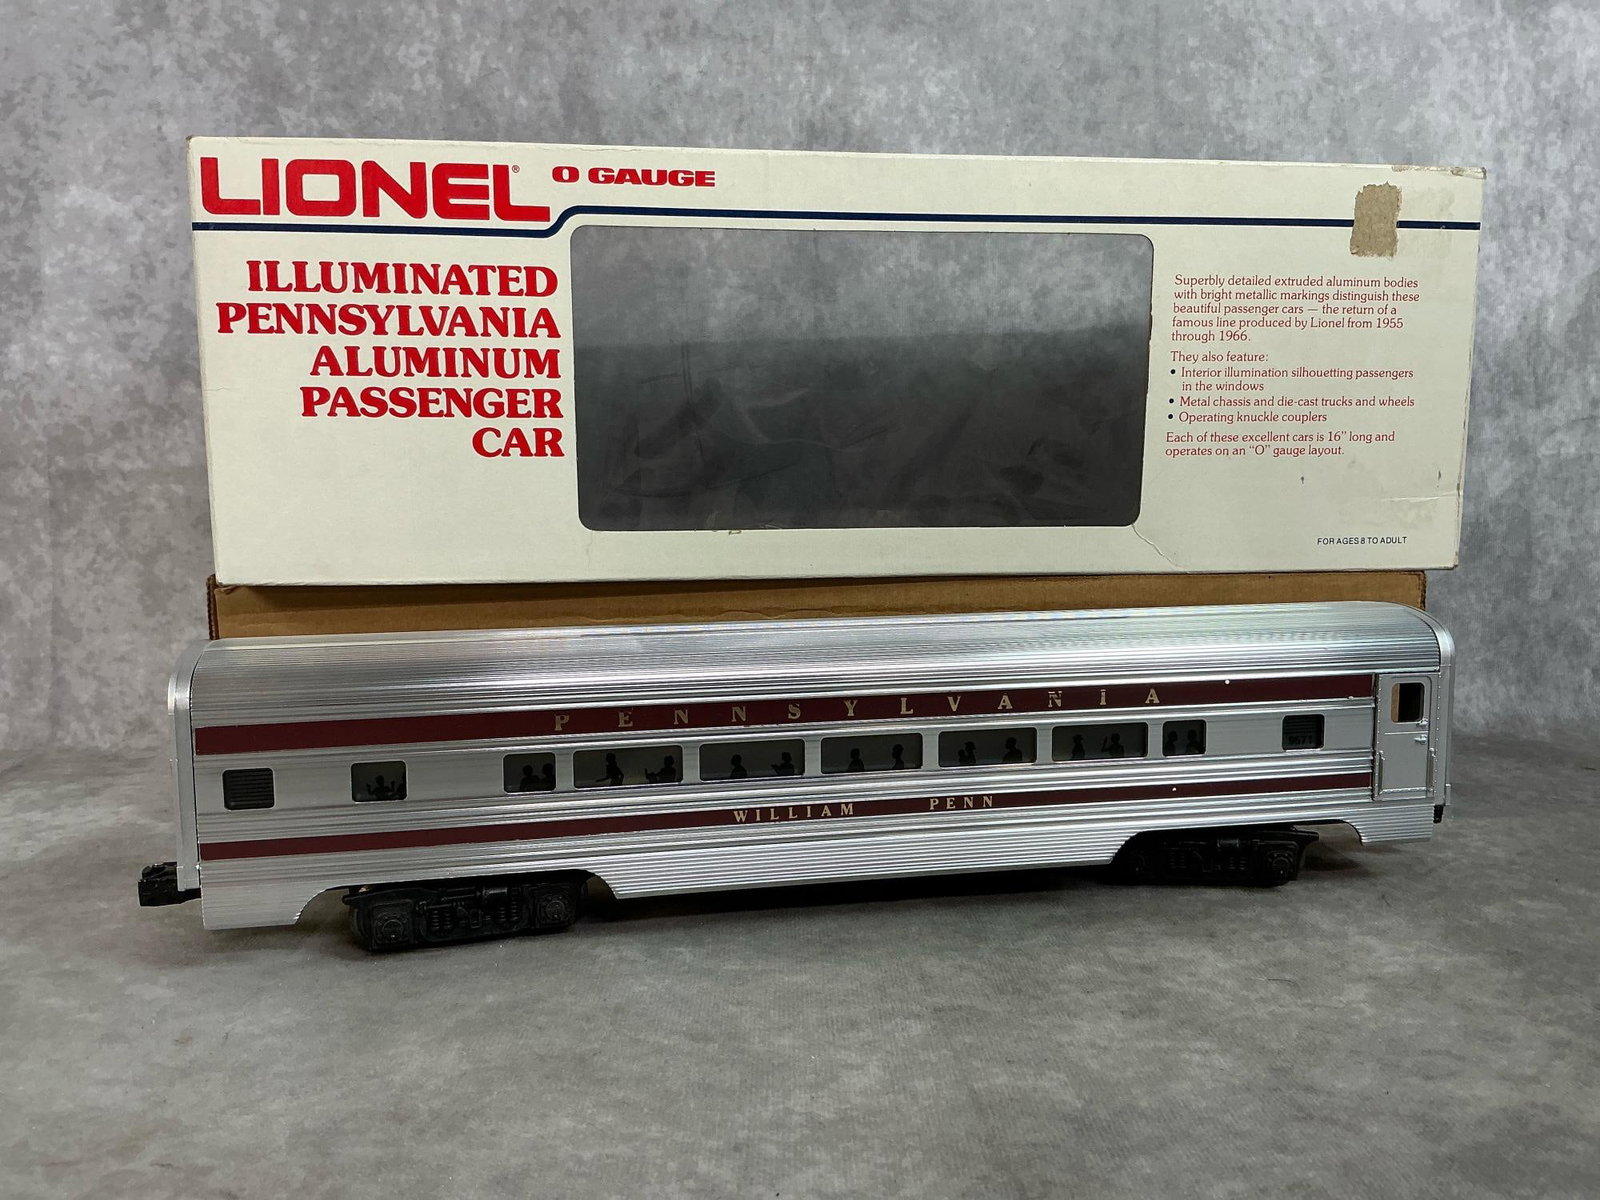 LIONEL® O GAUGE
ILLUMINATED
PENNSYLVANIA
ALUMINUM
PASSENGER
CAR
Superbly detailed extruded aluminum bodies
with bright metallic markings distinguish these
beautiful passenger cars — the return of a
famous line produced by Lionel from 1955
through 1966.
They also feature:
• Interior illumination silhouetting passengers
in the windows
• Metal chassis and die-cast trucks and wheels
• Operating knuckle couplers
Each of these excellent cars is 16" long and
operates on an "O" gauge layout.
FOR AGES 8 TO ADULT
PENNSYLVANIA
9571
WILLIAM PENN